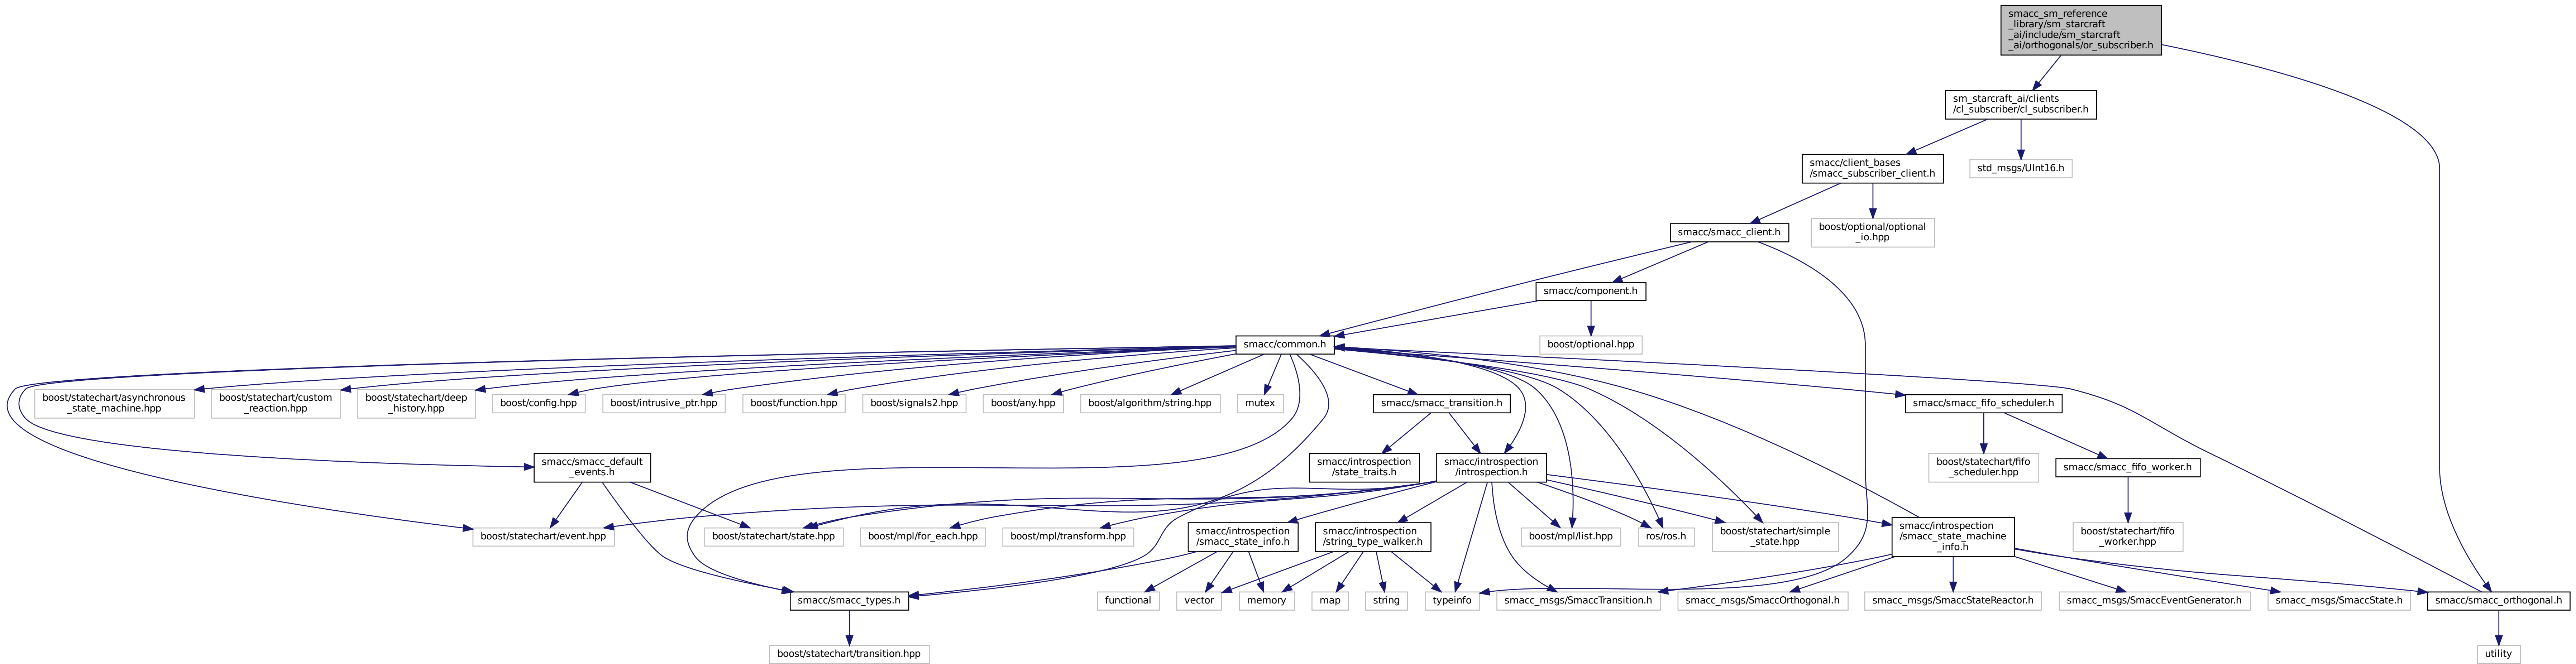 smacc_sm_reference
_library/sm_starcraft
_ai/include/sm_starcraft
_ai/orthogonals/or_subscriber.h
sm_starcraft_ai/clients
/cl_subscriber/cl_subscriber.h
smacc/client_bases
/smacc_subscriber_client.h
std_msgs/UInt16.h
smacc/smacc_client.h
boost/optional/optional
_io.hpp
smacc/component.h
smacc/common.h
boost/optional.hpp
boost/statechart/asynchronous
_state_machine.hpp
boost/statechart/custom
_reaction.hpp
boost/statechart/deep
_history.hpp
boost/config.hpp
boost/intrusive_ptr.hpp
boost/function.hpp
boost/signals2.hpp
boost/any.hpp
boost/algorithm/string.hpp
mutex
smacc/smacc_transition.h
smacc/smacc_fifo_scheduler.h
smacc/smacc_default
_events.h
smacc/introspection
/state_traits.h
smacc/introspection
/introspection.h
boost/statechart/fifo
_scheduler.hpp
smacc/smacc_fifo_worker.h
boost/statechart/event.hpp
boost/statechart/state.hpp
boost/mpl/for_each.hpp
boost/mpl/transform.hpp
smacc/introspection
/smacc_state_info.h
smacc/introspection
/string_type_walker.h
boost/mpl/list.hpp
ros/ros.h
boost/statechart/simple
_state.hpp
smacc/introspection
/smacc_state_machine
_info.h
boost/statechart/fifo
_worker.hpp
smacc/smacc_types.h
functional
vector
memory
map
string
typeinfo
smacc_msgs/SmaccTransition.h
smacc_msgs/SmaccOrthogonal.h
smacc_msgs/SmaccStateReactor.h
smacc_msgs/SmaccEventGenerator.h
smacc_msgs/SmaccState.h
smacc/smacc_orthogonal.h
boost/statechart/transition.hpp
utility